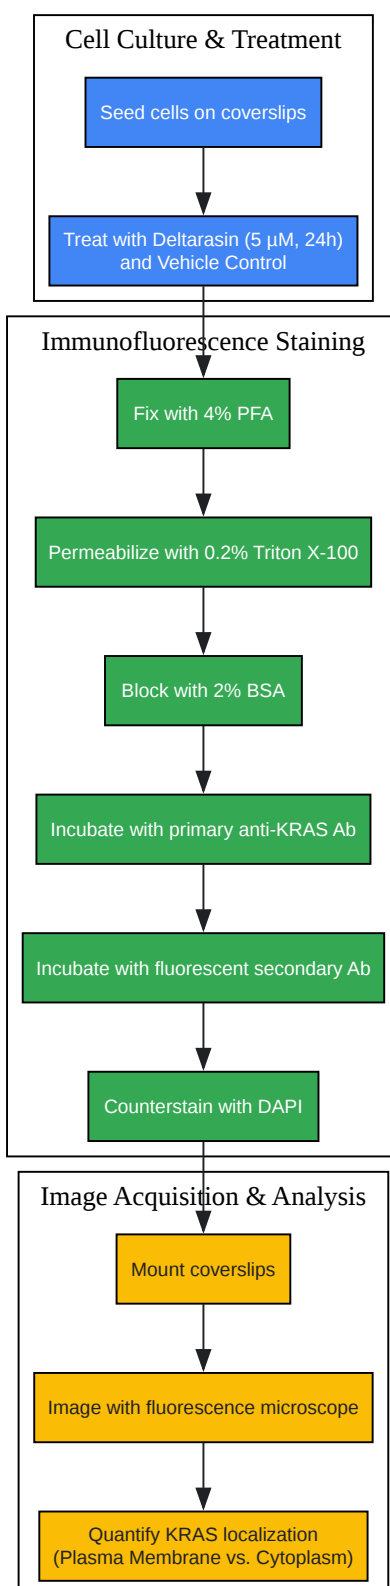 Cell Culture & Treatment
Seed cells on coverslips
Treat with Deltarasin (5 µM, 24h)
and Vehicle Control
Immunofluorescence Staining
Fix with 4% PFA
Permeabilize with 0.2% Triton X-100
Block with 2% BSA
Incubate with primary anti-KRAS Ab
Incubate with fluorescent secondary Ab
Counterstain with DAPI
Image Acquisition & Analysis
Mount coverslips
Image with fluorescence microscope
Quantify KRAS localization
(Plasma Membrane vs. Cytoplasm)